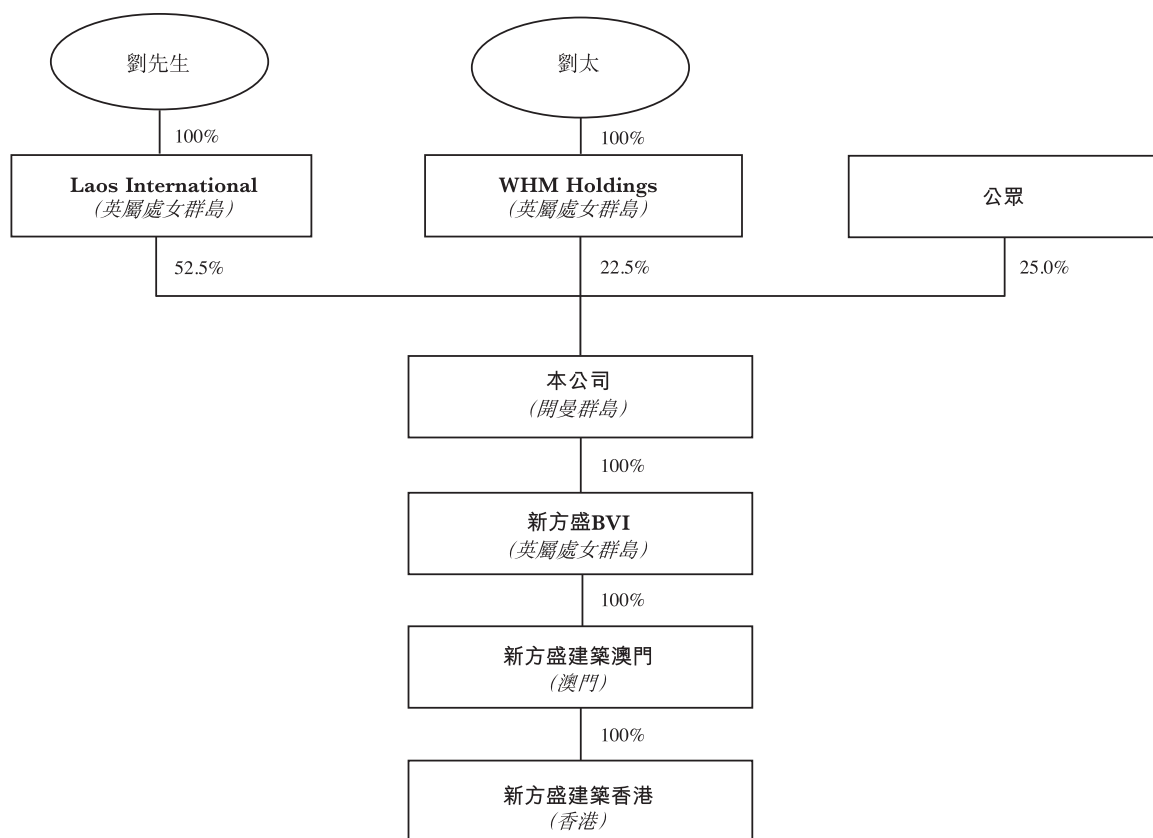 劉先生
劉太
100%
100%
Laos International
(英屬處女群島)
WHM Holdings
(英屬處女群島)
公眾
52.5%
22.5%
25.0%
本公司
(開曼群島)
100%
新方盛BVI
(英屬處女群島)
100%
新方盛建築澳門
(澳門)
100%
新方盛建築香港
(香港)